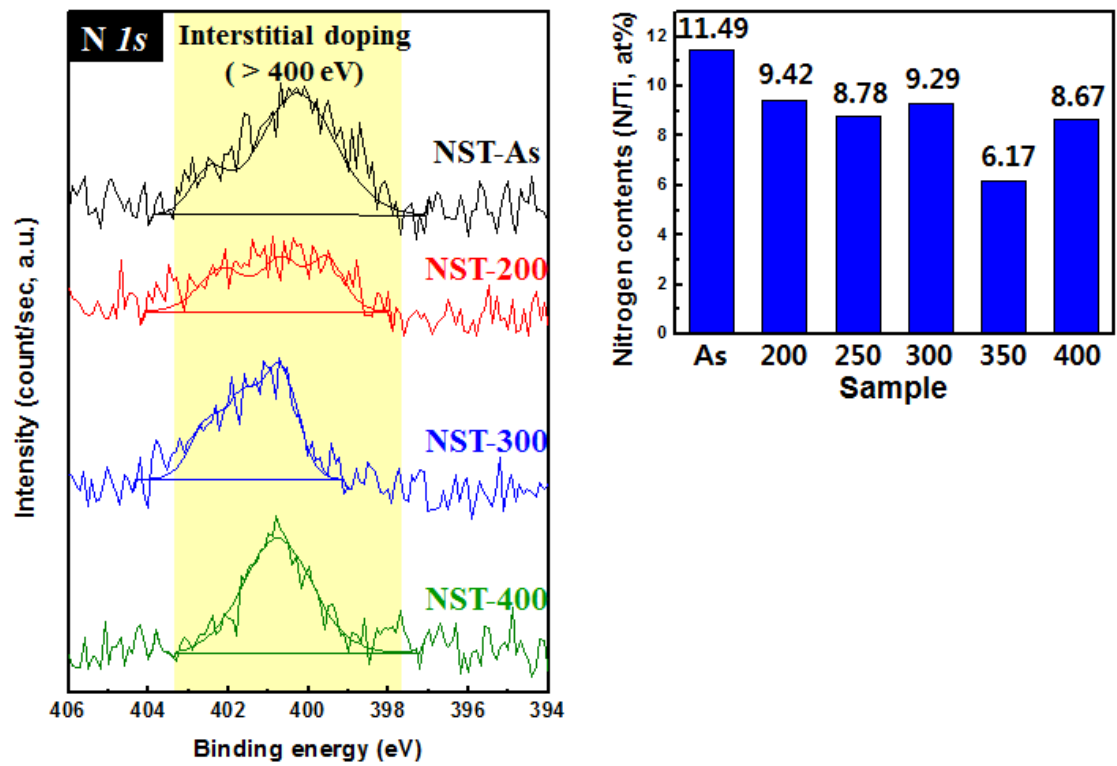 N 1s
Interstitial doping
( > 400 eV)
NST-As
NST-200
NST-300
NST-400
Intensity (count/sec, a.u.)
406 404 402 400 398 396 394
Binding energy (eV)
Nitrogen contents (N/Ti, at%)
12
10
8
6
4
2
0
11.49
9.42
8.78
9.29
6.17
8.67
As 200 250 300 350 400
Sample